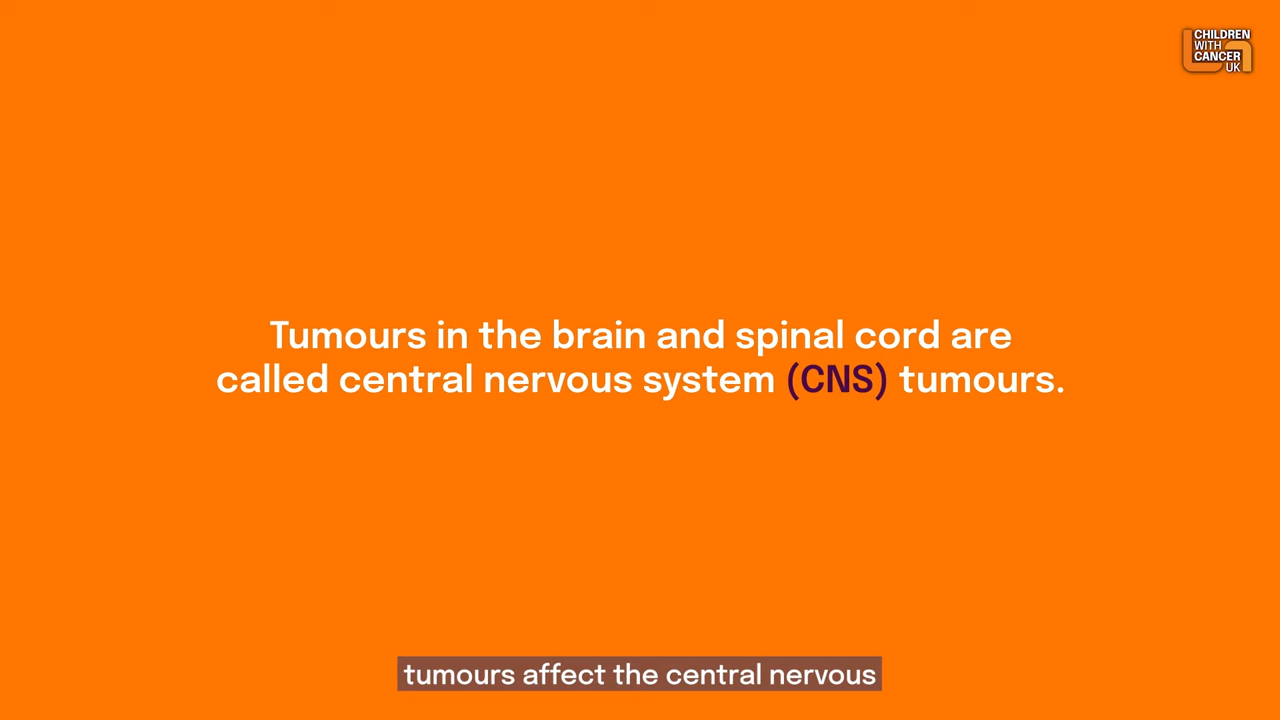 CHILDREN
WITH
CANCER
UK
Tumours in the brain and spinal cord are
called central nervous system (CNS) tumours.
tumours affect the central nervous